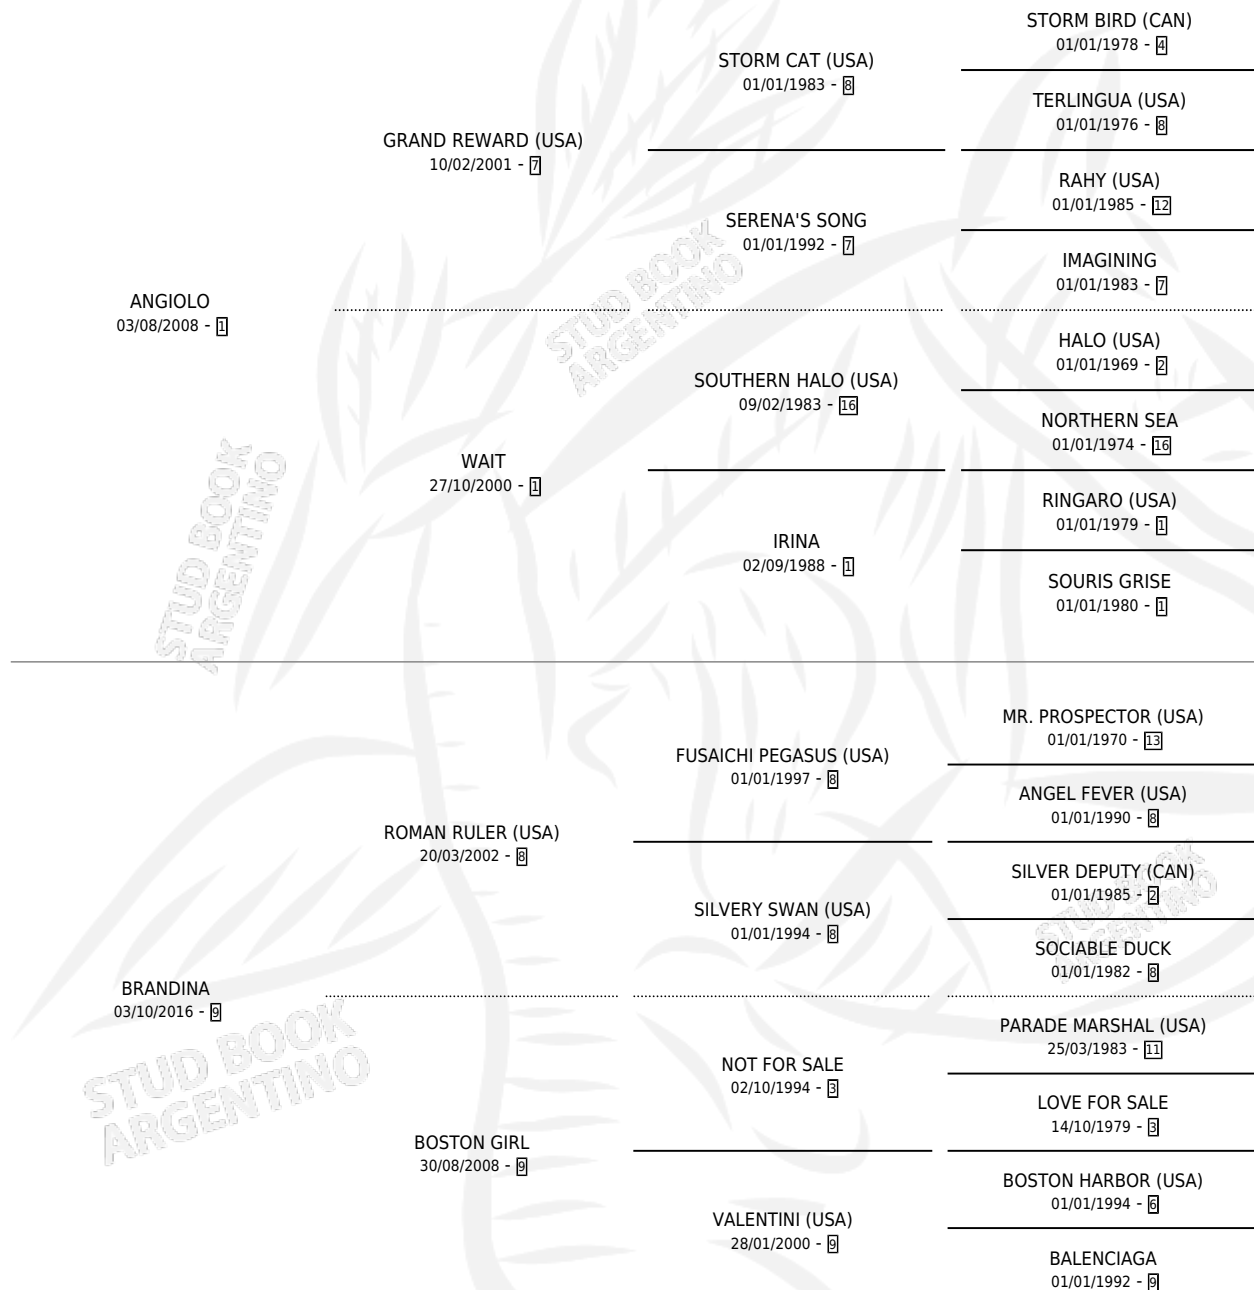 STORM BIRD (CAN)
01/01/1978 - 4
STORM CAT (USA)
01/01/1983 - 8
TERLINGUA (USA)
01/01/1976 - 8
GRAND REWARD (USA)
10/02/2001 - 7
RAHY (USA)
01/01/1985 - 12
SERENA'S SONG
01/01/1992 - 7
IMAGINING
01/01/1983 - 7
ANGIOLO
03/08/2008 - 1
HALO (USA)
01/01/1969 - 2
SOUTHERN HALO (USA)
09/02/1983 - 16
NORTHERN SEA
01/01/1974 - 16
WAIT
27/10/2000 - 1
RINGARO (USA)
01/01/1979 - 1
IRINA
02/09/1988 - 1
SOURIS GRISE
01/01/1980 - 1
STUD BOOK
ARGENTINO
STUD BOOK
ARGENTINO
MR. PROSPECTOR (USA)
01/01/1970 - 13
FUSAICHI PEGASUS (USA)
01/01/1997 - 8
ANGEL FEVER (USA)
01/01/1990 - 8
ROMAN RULER (USA)
20/03/2002 - 8
SILVER DEPUTY (CAN)
01/01/1985 - 2
SILVERY SWAN (USA)
01/01/1994 - 8
SOCIABLE DUCK
01/01/1982 - 8
STUD BOOK
ARGENTINO
BRANDINA
03/10/2016 - 9
PARADE MARSHAL (USA)
25/03/1983 - 11
NOT FOR SALE
02/10/1994 - 3
LOVE FOR SALE
14/10/1979 - 3
BOSTON GIRL
30/08/2008 - 9
BOSTON HARBOR (USA)
01/01/1994 - 6
VALENTINI (USA)
28/01/2000 - 9
BALENCIAGA
01/01/1992 - 9
STUD BOOK
ARGENTINO